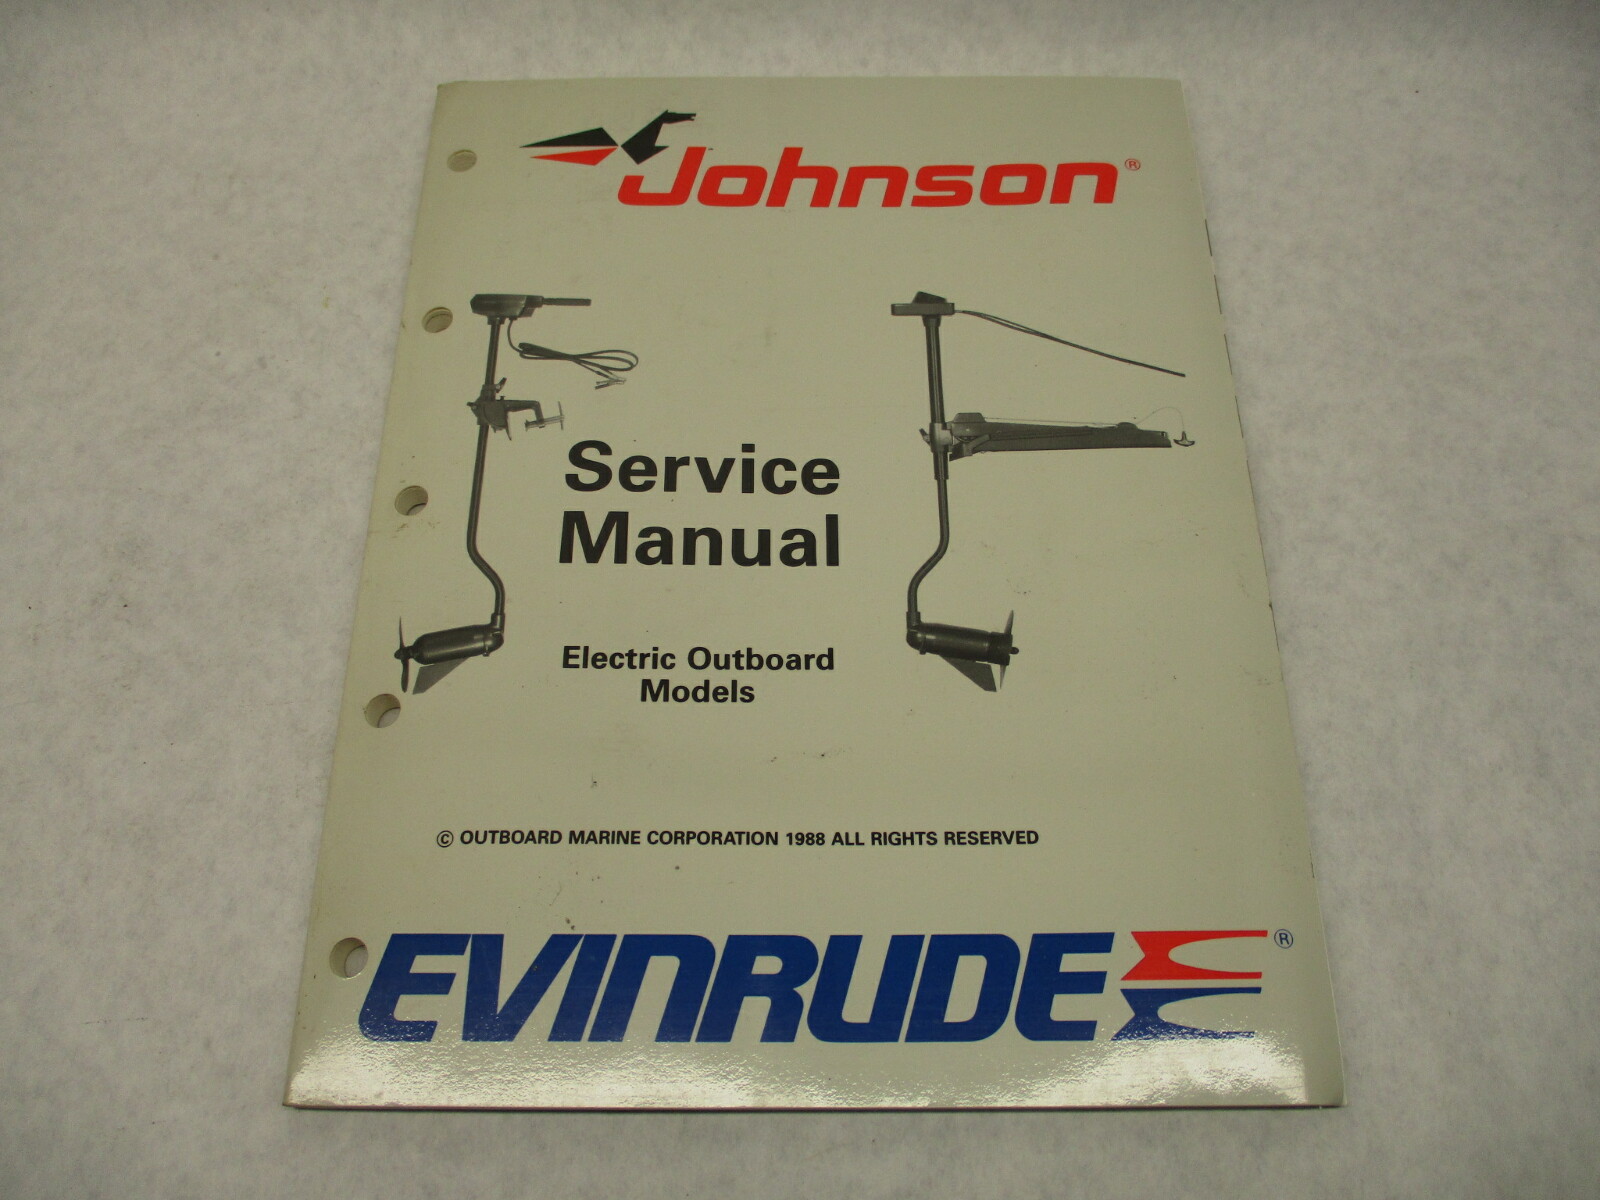 Johnson®
Service
Manual
Electric Outboard
Models
© OUTBOARD MARINE CORPORATION 1988 ALL RIGHTS RESERVED
EVINRUDE ®